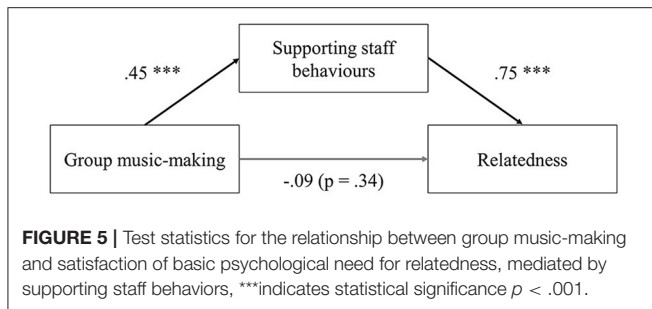 Supporting staff
behaviours
.45 ***
.75 ***
Group music-making
Relatedness
-.09 (p = .34)
FIGURE 5 | Test statistics for the relationship between group music-making
and satisfaction of basic psychological need for relatedness, mediated by
supporting staff behaviors, ***indicates statistical significance p < .001.